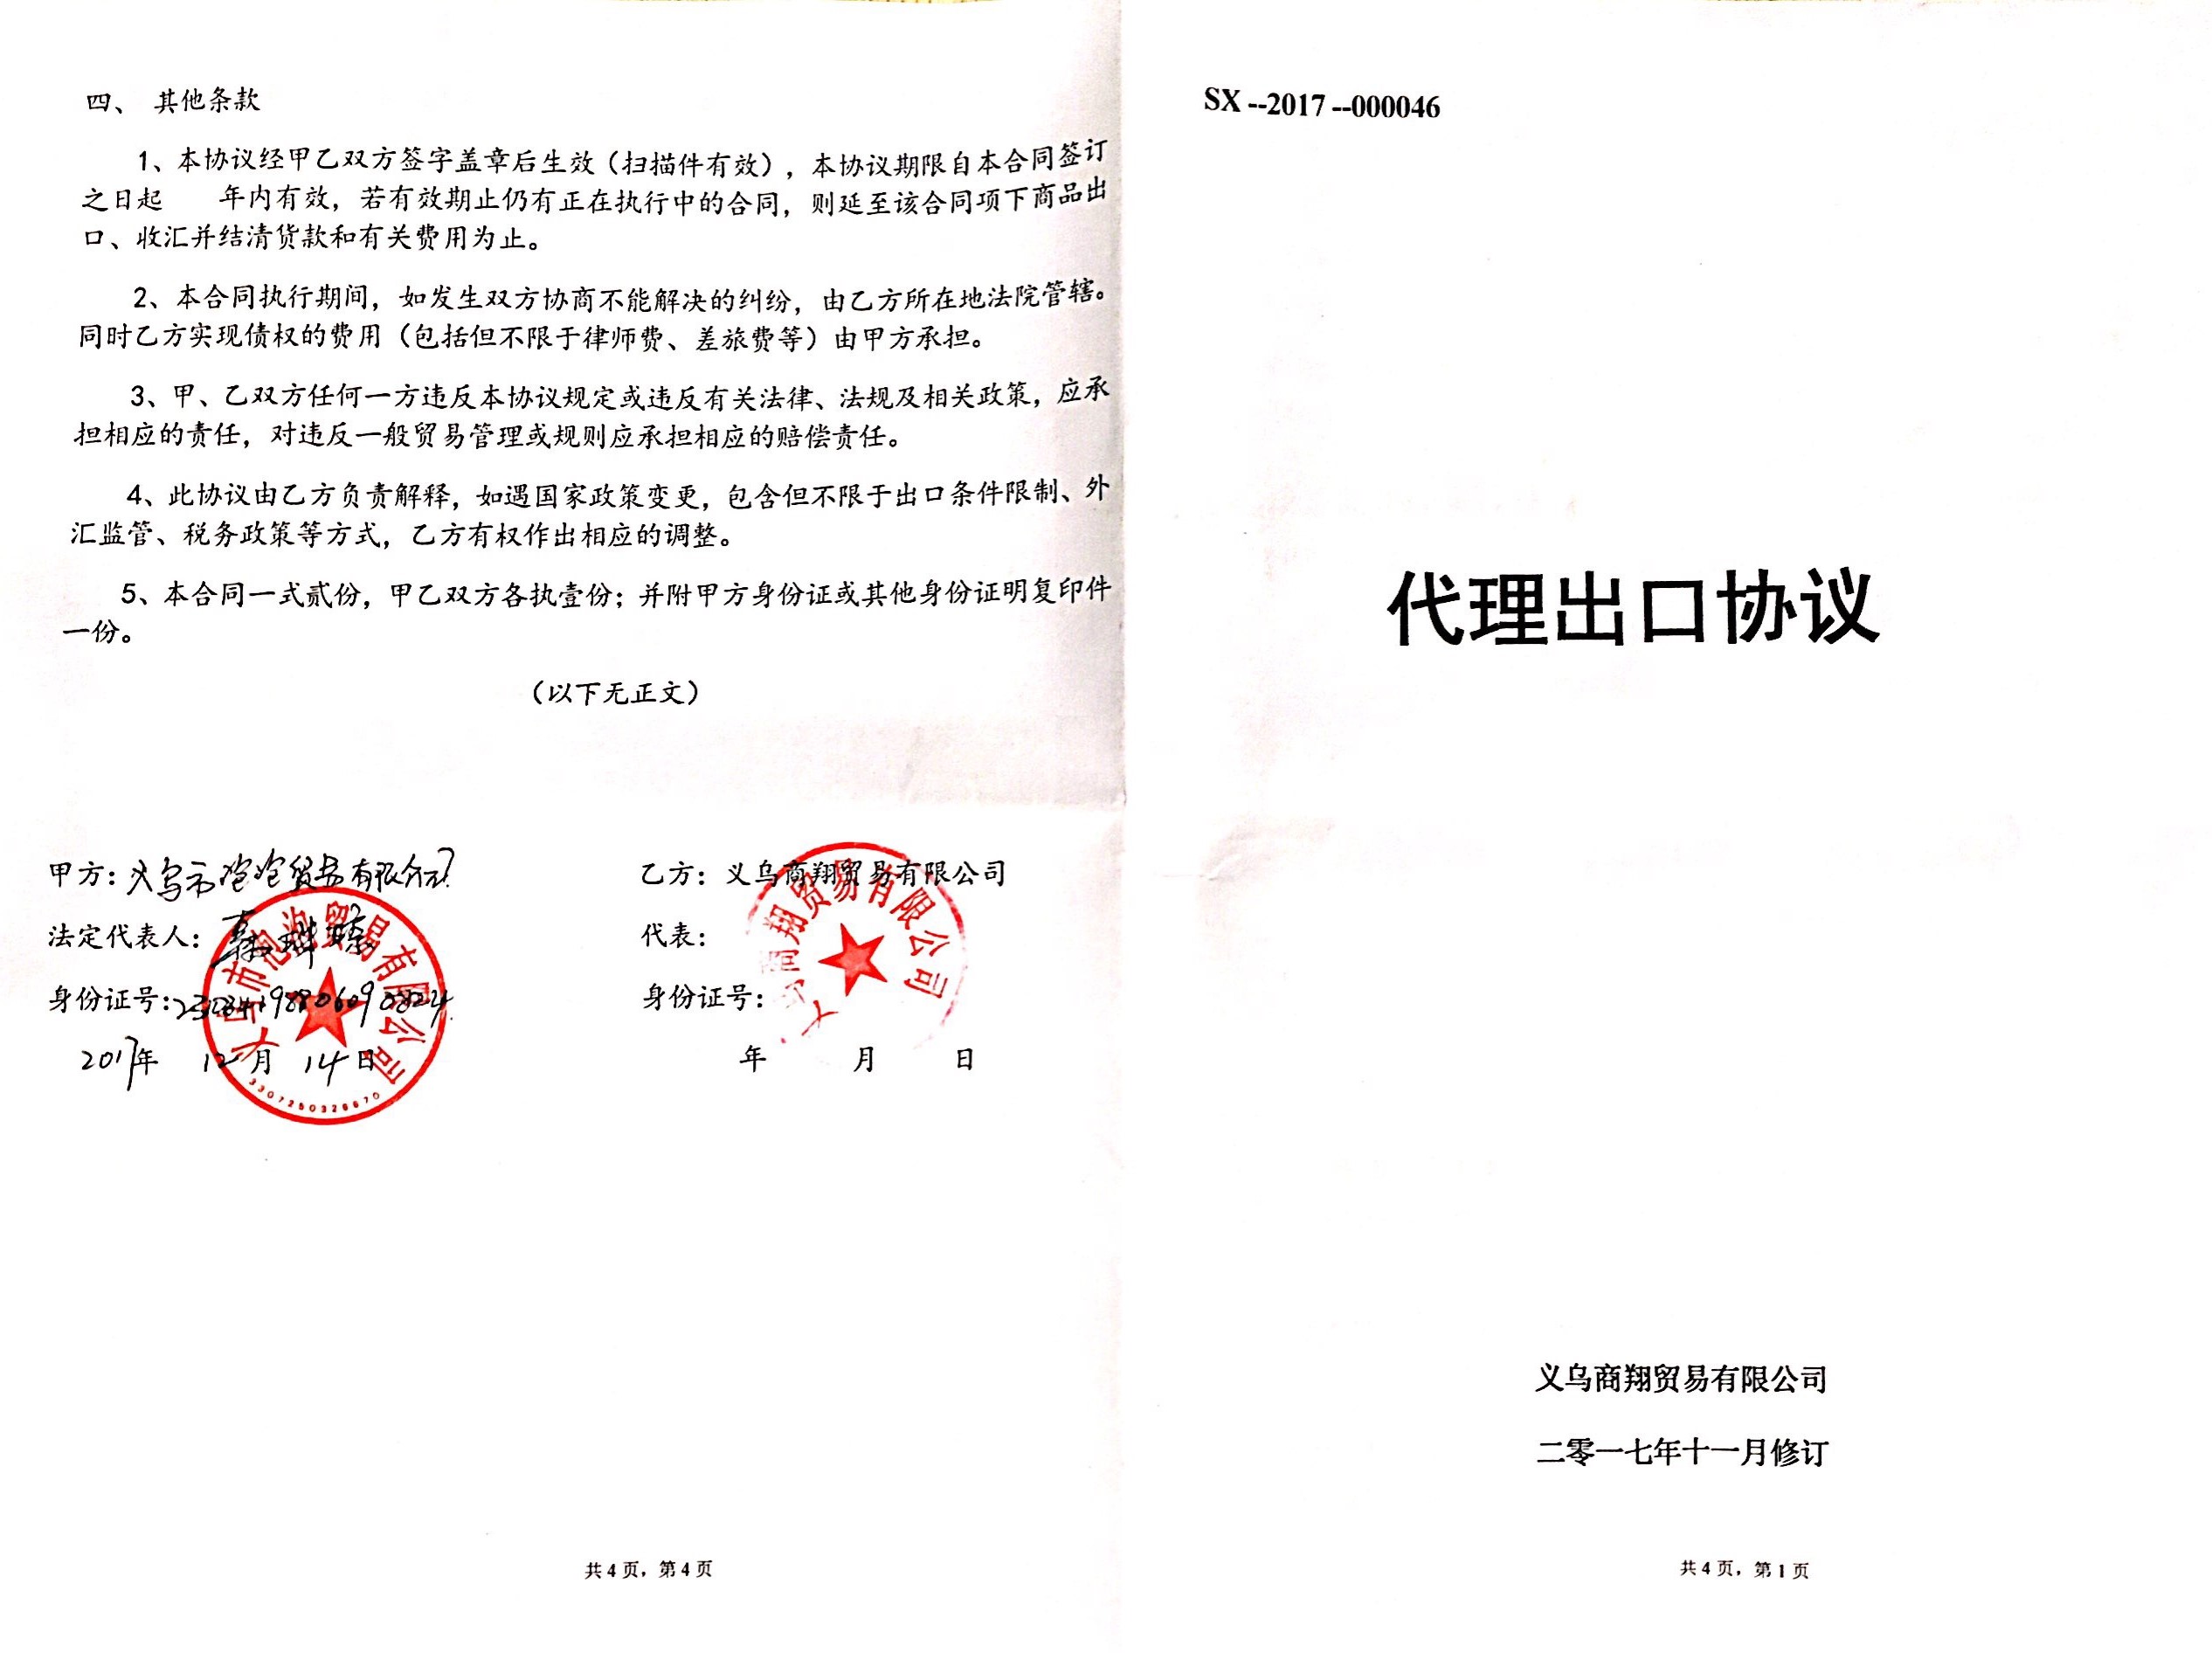 四、 其他条款
1、本协议经甲乙双方签字盖章后生效（扫描件有效），本协议期限自本合同签订
之日起 年内有效，若有效期止仍有正在执行中的合同，则延至该合同项下商品出
口、收汇并结清货款和有关费用为止。
2、本合同执行期间，如发生双方协商不能解决的纠纷，由乙方所在地法院管辖。
同时乙方实现债权的费用（包括但不限于律师费、差旅费等）由甲方承担。
3、甲、乙双方任何一方违反本协议规定或违反有关法律、法规及相关政策，应承
担相应的责任，对违反一般贸易管理或规则应承担相应的赔偿责任。
4、此协议由乙方负责解释，如遇国家政策变更，包含但不限于出口条件限制、外
汇监管、税务政策等方式，乙方有权作出相应的调整。
5、本合同一式贰份，甲乙双方各执壹份；并附甲方身份证或其他身份证明复印件
一份。
（以下无正文）
甲方：义乌市 贸易有限公司
法定代表人：
身份证号：
2017年 12月 14日
义乌市 贸易有限公司
乙方：义乌商翔贸易有限公司
代表：
身份证号：
年 月 日
义乌商翔贸易有限公司
共 4 页，第 4 页
SX --2017 --000046
代理出口协议
义乌商翔贸易有限公司
二零一七年十一月修订
共 4 页，第 1 页